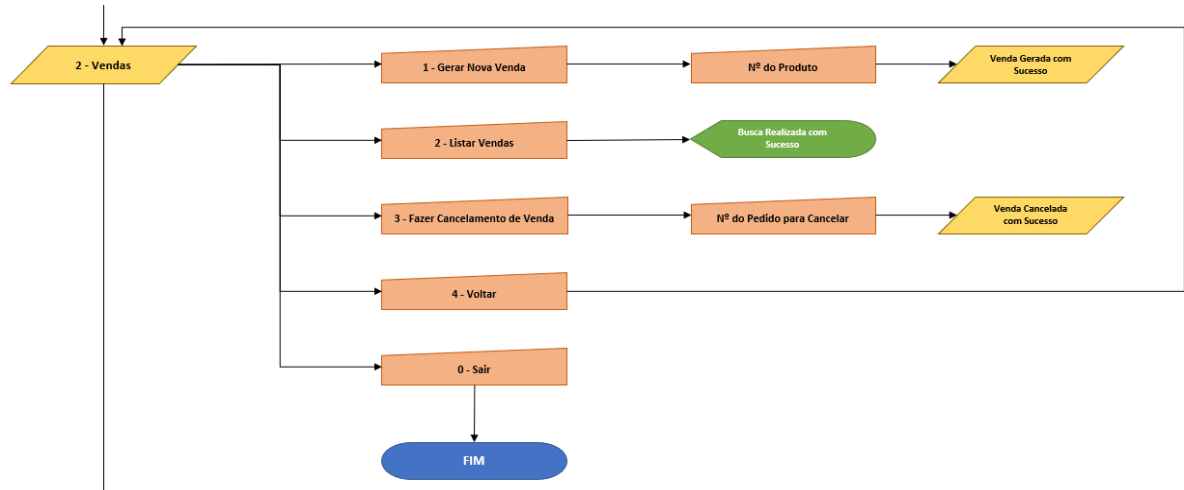 2 - Vendas
1 - Gerar Nova Venda
Nº do Produto
Venda Gerada com
Sucesso
2 - Listar Vendas
Busca Realizada com
Sucesso
3 - Fazer Cancelamento de Venda
Nº do Pedido para Cancelar
Venda Cancelada
com Sucesso
4 - Voltar
0 - Sair
FIM